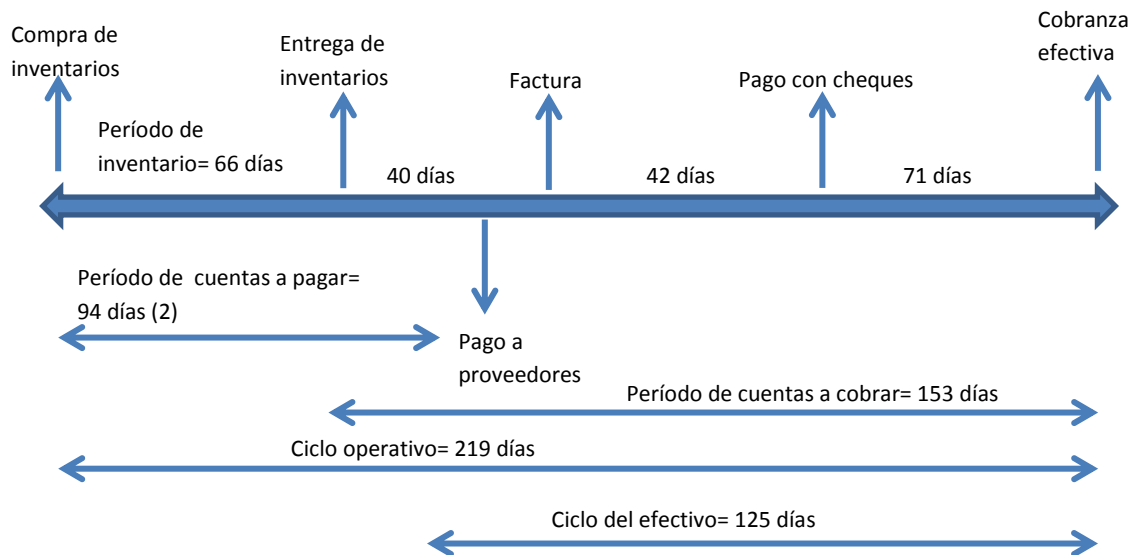 Compra de
inventarios
Entrega de
inventarios
Factura
Pago con cheques
Cobranza
efectiva
Período de
inventario= 66 días
40 días
42 días
71 días
Período de cuentas a pagar=
94 días (2)
Pago a
proveedores
Período de cuentas a cobrar= 153 días
Ciclo operativo= 219 días
Ciclo del efectivo= 125 días